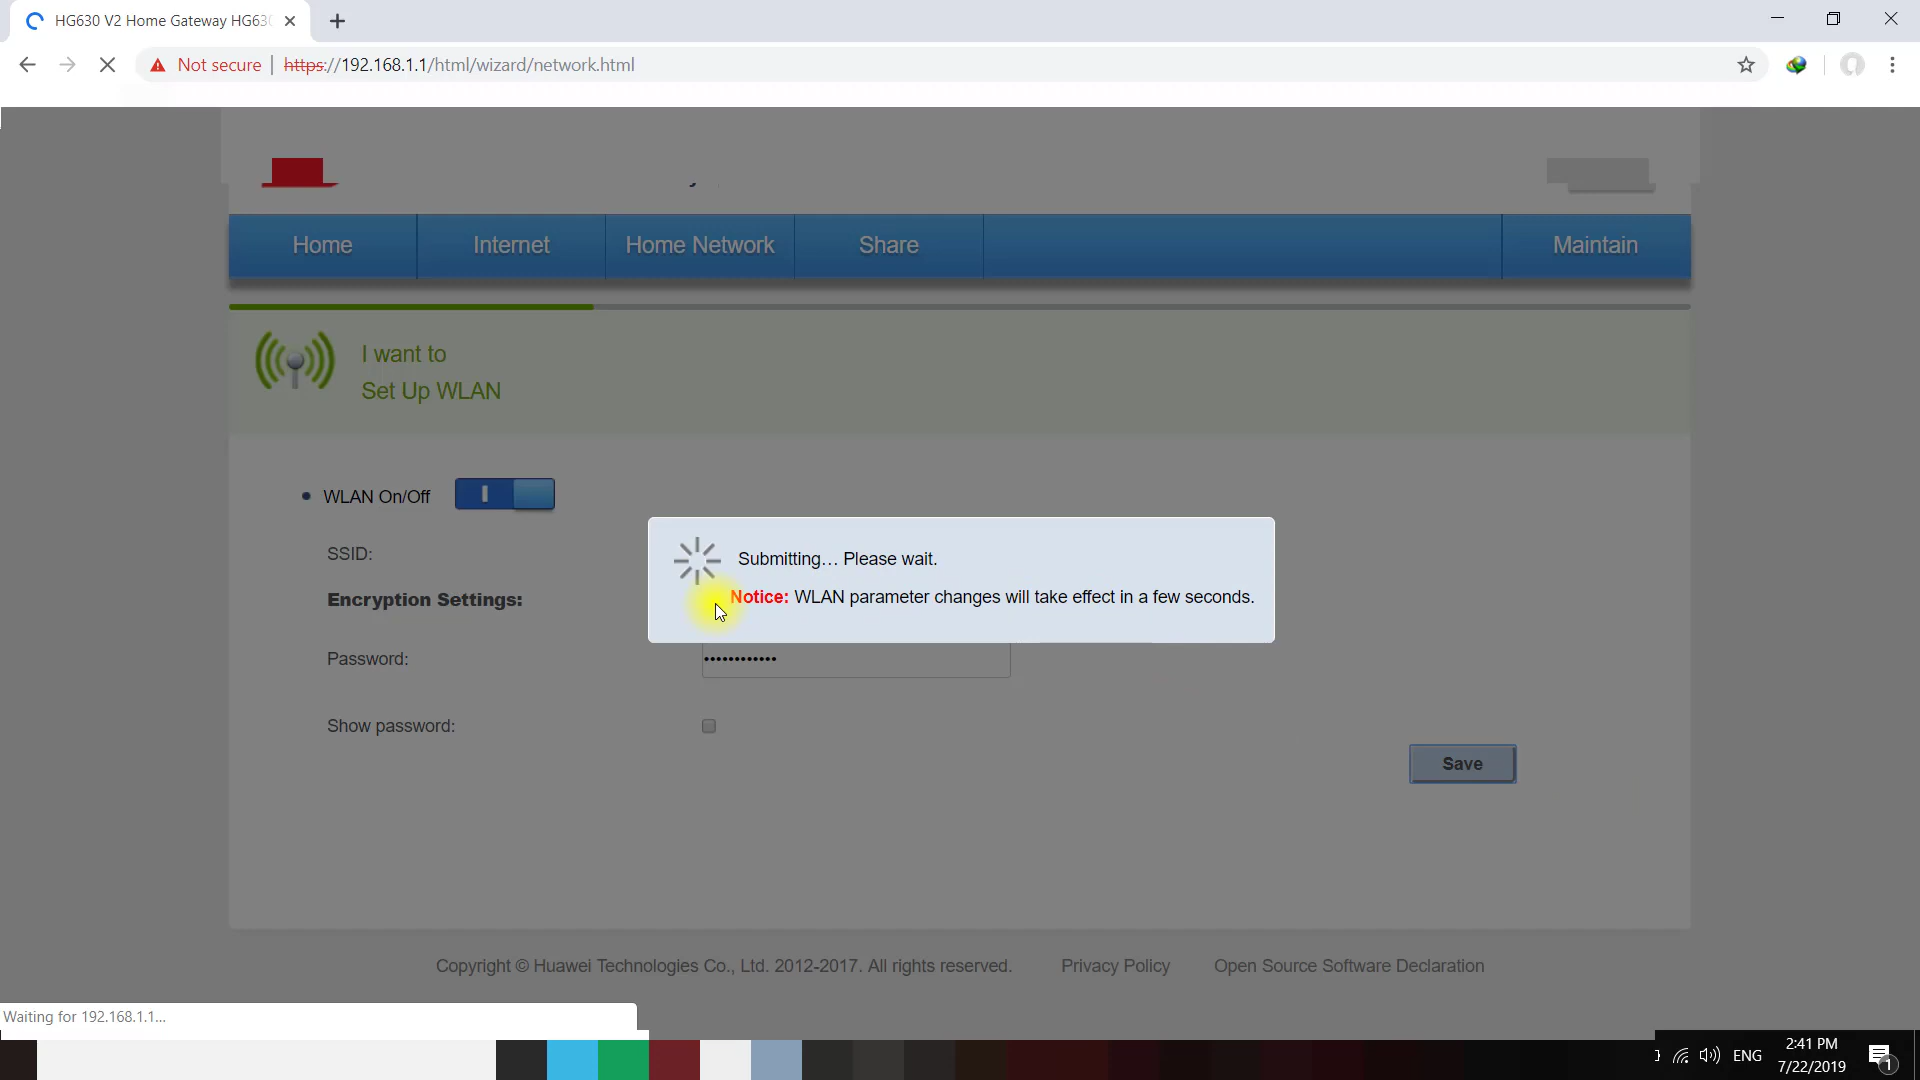 HG630 V2 Home Gateway HG630
Not secure
https://192.168.1.1/html/wizard/network.html
Home
Internet
Home Network
Share
Maintain
I want to
Set Up WLAN
WLAN On/Off
SSID:
Submitting… Please wait.
Notice: WLAN parameter changes will take effect in a few seconds.
Encryption Settings:
Password:
••••••••••••
Show password:
Save
Copyright © Huawei Technologies Co., Ltd. 2012-2017. All rights reserved.
Privacy Policy
Open Source Software Declaration
Waiting for 192.168.1.1...
ENG
2:41 PM
7/22/2019
1